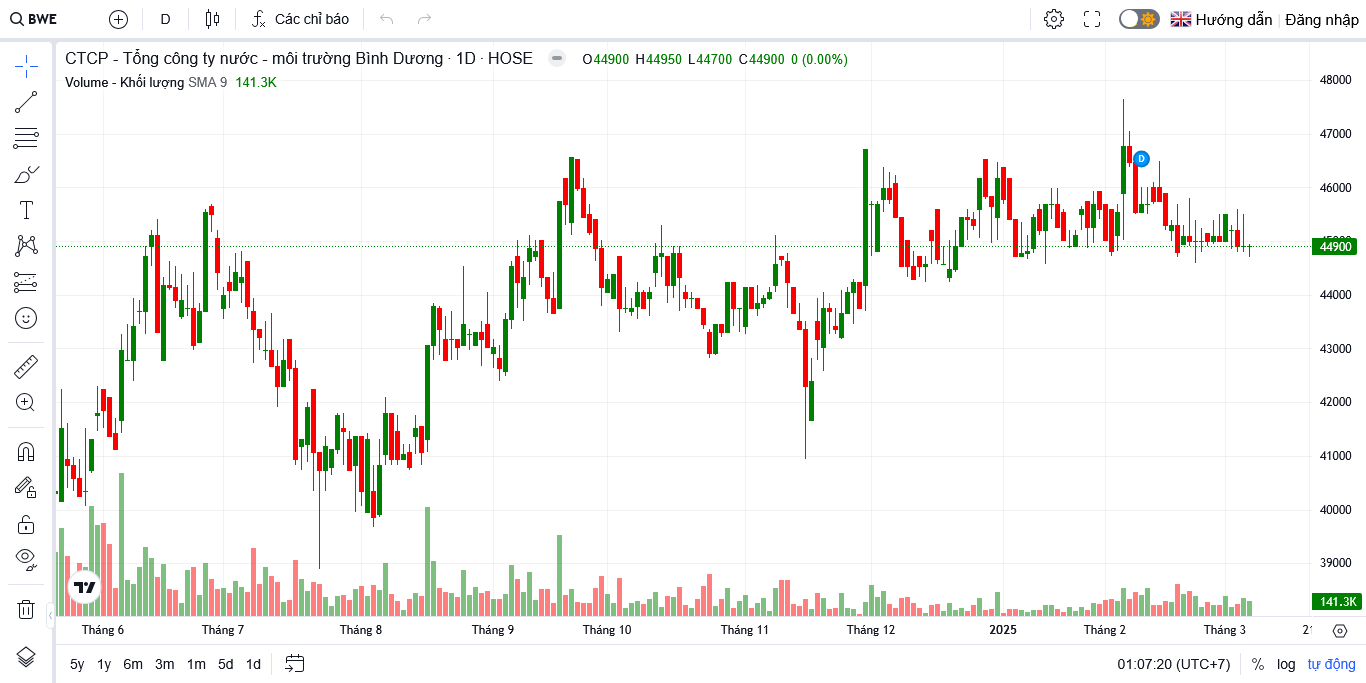 BWE D Các chỉ báo Hướng dẫn Đăng nhập
CTCP - Tổng công ty nước - môi trường Bình Dương · 1D · HOSE O44900 H44950 L44700 C44900 0 (0.00%)
Volume - Khối lượng SMA 9 141.3K
48000
47000
D
46000
45000
44900
44000
43000
42000
41000
40000
39000
141.3K
Tháng 6 Tháng 7 Tháng 8 Tháng 9 Tháng 10 Tháng 11 Tháng 12 2025 Tháng 2 Tháng 3
5y 1y 6m 3m 1m 5d 1d 01:07:20 (UTC+7) % log tự động